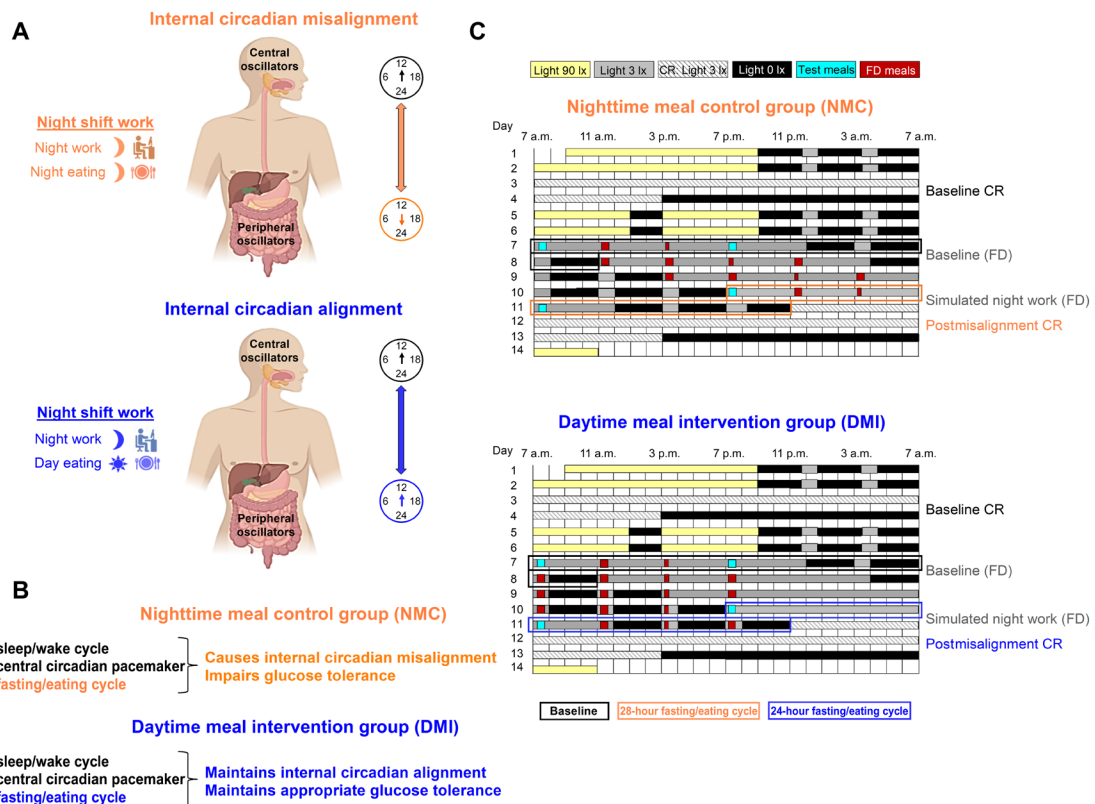 A
Internal circadian misalignment
Central
oscillators
12
6 18
24
Night shift work
Night work
Night eating
12
6 18
24
Peripheral
oscillators
Internal circadian alignment
Central
oscillators
12
6 18
24
Night shift work
Night work
Day eating
12
6 18
24
Peripheral
oscillators
B
Nighttime meal control group (NMC)
sleep/wake cycle
central circadian pacemaker
fasting/eating cycle
Causes internal circadian misalignment
Impairs glucose tolerance
Daytime meal intervention group (DMI)
sleep/wake cycle
central circadian pacemaker
fasting/eating cycle
Maintains internal circadian alignment
Maintains appropriate glucose tolerance
C
Light 90 lx Light 3 lx CR: Light 3 lx Light 0 lx Test meals FD meals
Nighttime meal control group (NMC)
Day
7 a.m. 11 a.m. 3 p.m. 7 p.m. 11 p.m. 3 a.m. 7 a.m.
1
2
3
Baseline CR
4
5
6
7
Baseline (FD)
8
9
10
Simulated night work (FD)
11
12
Postmisalignment CR
13
14
Daytime meal intervention group (DMI)
Day
7 a.m. 11 a.m. 3 p.m. 7 p.m. 11 p.m. 3 a.m. 7 a.m.
1
2
3
Baseline CR
4
5
6
7
Baseline (FD)
8
9
10
Simulated night work (FD)
11
12
Postmisalignment CR
13
14
Baseline 28-hour fasting/eating cycle 24-hour fasting/eating cycle